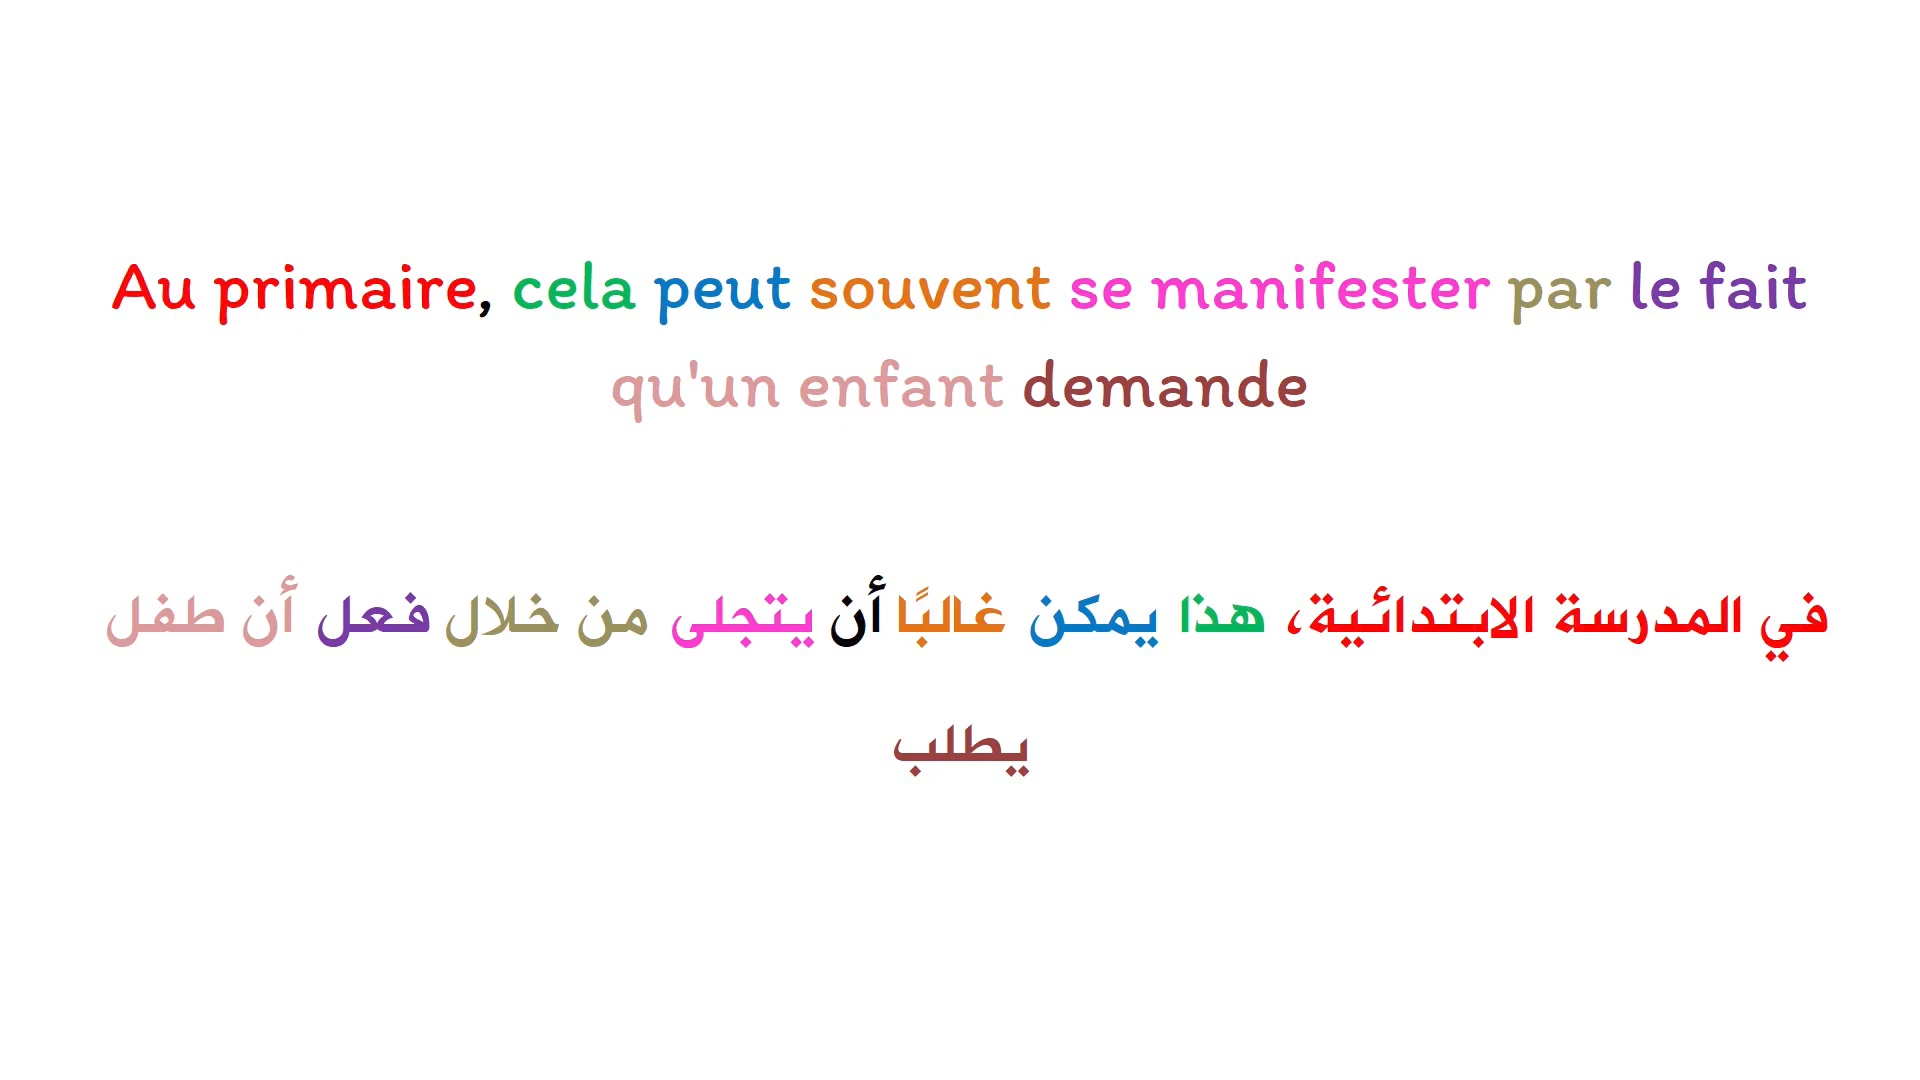 Au primaire, cela peut souvent se manifester par le fait
qu'un enfant demande
في المدرسة الابتدائية، هذا يمكن غالبًا أن يتجلى من خلال فعل أن طفل
يطلب